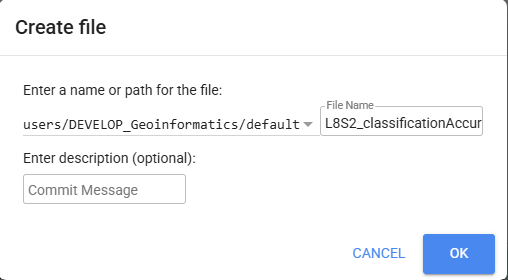 Create file
Enter a name or path for the file:
File Name
users/DEVELOP_Geoinformatics/default L8S2_classificationAccur
Enter description (optional):
Commit Message
CANCEL OK